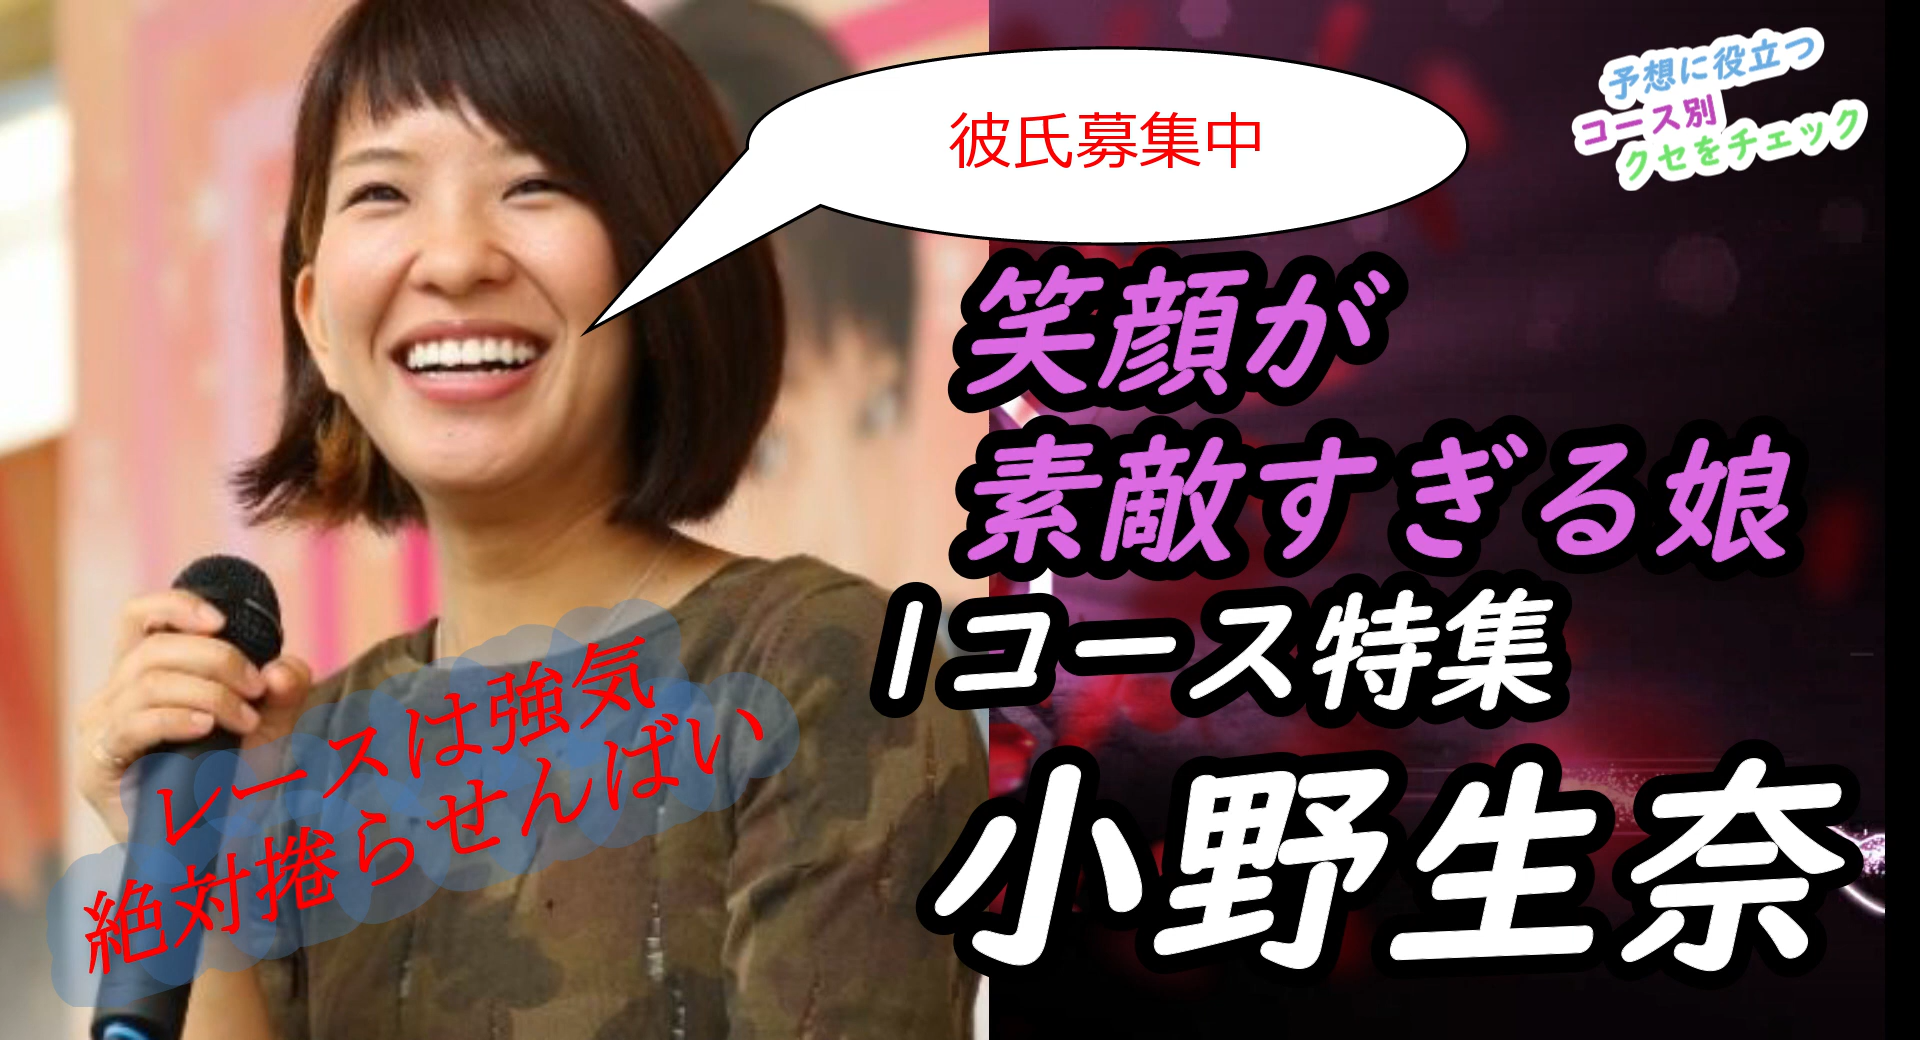 彼氏募集中
予想に役立つ
コース別
クセをチェック
笑顔が
素敵すぎる娘
1コース特集
小野生奈
レースは強気
絶対捲らせんばい